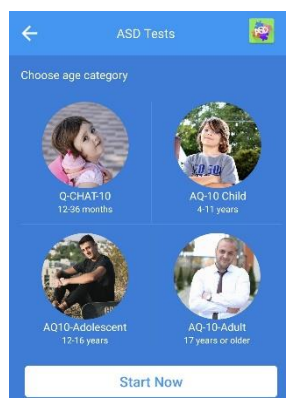 ASD Tests
Choose age category
Q-CHAT-10
12-36 months
AQ-10 Child
4-11 years
AQ10-Adolescent
12-16 years
AQ-10-Adult
17 years or older
Start Now